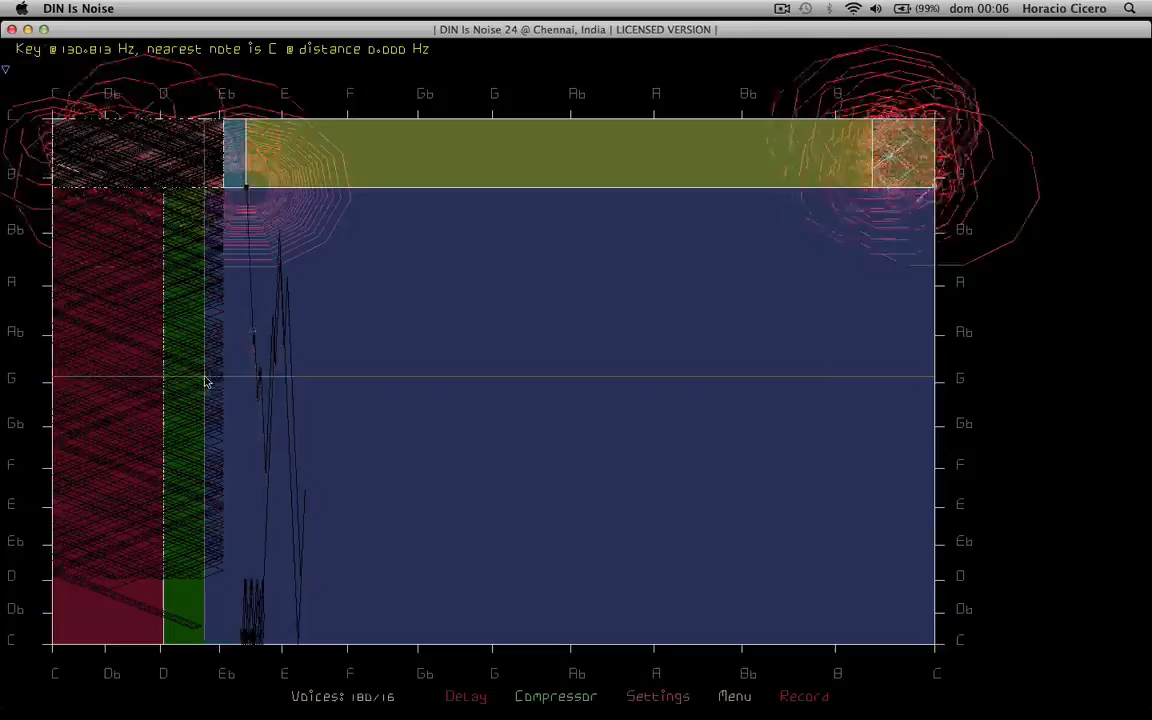 DIN Is Noise
(99%) dom 00:06 Horacio Cicero
| DIN Is Noise 24 @ Chennai, India | LICENSED VERSION |
Key @ 130.813 Hz, nearest note is C @ distance 0.000 Hz
C Db D Eb E F Gb G Ab A Bb B C
C
B
Bb Bb
A A
Ab Ab
G G
Gb Gb
F F
E E
Eb Eb
D D
Db Db
C C
C Db D Eb E F Gb G Ab A Bb B C
Voices: 180/16 Delay Compressor Settings Menu Record